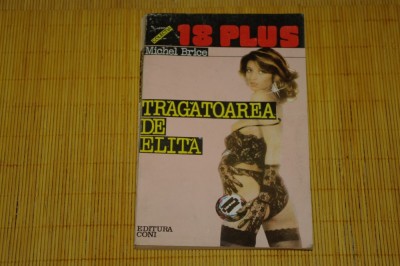 18 PLUS
Michel Brice
TRAGATOAREA
DE
ELITA
EDITURA
CONI